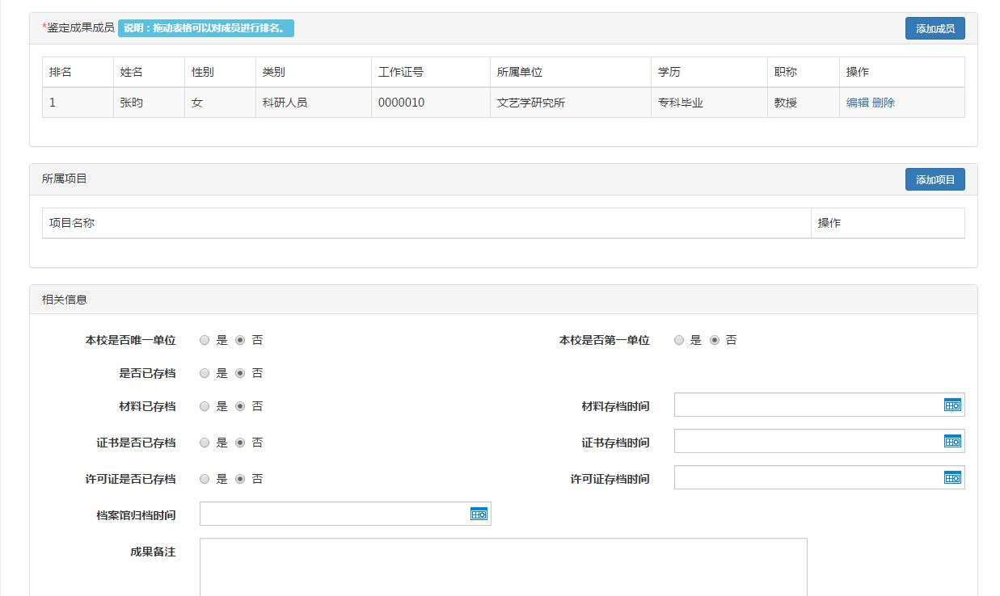 *鉴定成果成员 说明：拖动表格可以对成员进行排名。 添加成员
排名 姓名 性别 类别 工作证号 所属单位 学历 职称 操作
1 张昀 女 科研人员 0000010 文艺学研究所 专科毕业 教授 编辑 删除
所属项目 添加项目
项目名称 操作
相关信息
本校是否唯一单位 是 否 本校是否第一单位 是 否
是否已存档 是 否
材料已存档 是 否 材料存档时间
证书是否已存档 是 否 证书存档时间
许可证是否已存档 是 否 许可证存档时间
档案馆归档时间
成果备注